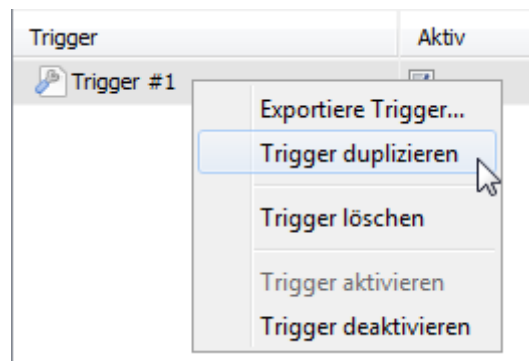 Trigger Aktiv
Trigger #1
Exportiere Trigger...
Trigger duplizieren
Trigger löschen
Trigger aktivieren
Trigger deaktivieren